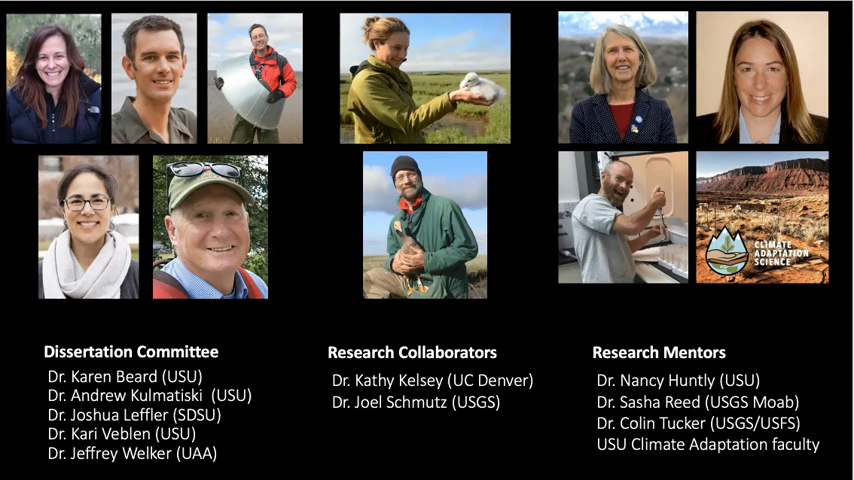 CLIMATE
ADAPTATION
SCIENCE
Dissertation Committee
Dr. Karen Beard (USU)
Dr. Andrew Kulmatiski (USU)
Dr. Joshua Leffler (SDSU)
Dr. Kari Veblen (USU)
Dr. Jeffrey Welker (UAA)
Research Collaborators
Dr. Kathy Kelsey (UC Denver)
Dr. Joel Schmutz (USGS)
Research Mentors
Dr. Nancy Huntly (USU)
Dr. Sasha Reed (USGS Moab)
Dr. Colin Tucker (USGS/USFS)
USU Climate Adaptation faculty